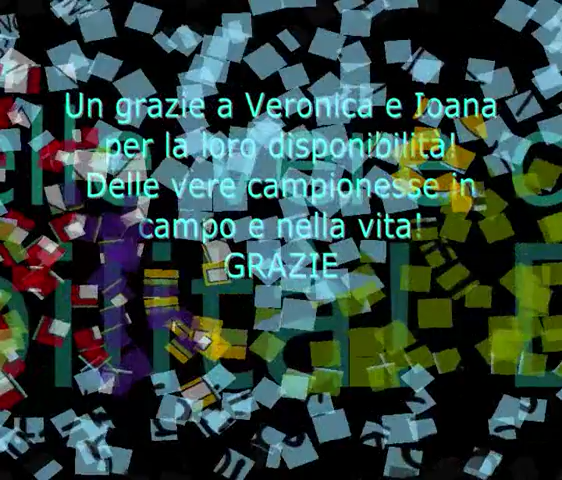 Un grazie a Veronica e Ioana
per la loro disponibilità!
Delle vere campionesse in
campo e nella vita!
GRAZIE